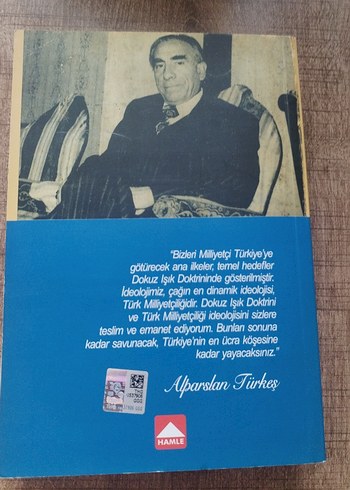 "Bizleri Milliyetçi Türkiye'ye
götürecek ana ilkeler, temel hedefler
Dokuz Işık Doktrininde gösterilmiştir.
İdeolojimiz, çağın en dinamik ideolojisi,
Türk Milliyetçiliğidir. Dokuz Işık Doktrini
ve Türk Milliyetçiliği ideolojisini sizlere
teslim ve emanet ediyorum. Bunları sonuna
kadar savunacak, Türkiye'nin en ücra köşesine
kadar yayacaksınız."
Alparslan Türkeş
HAMLE